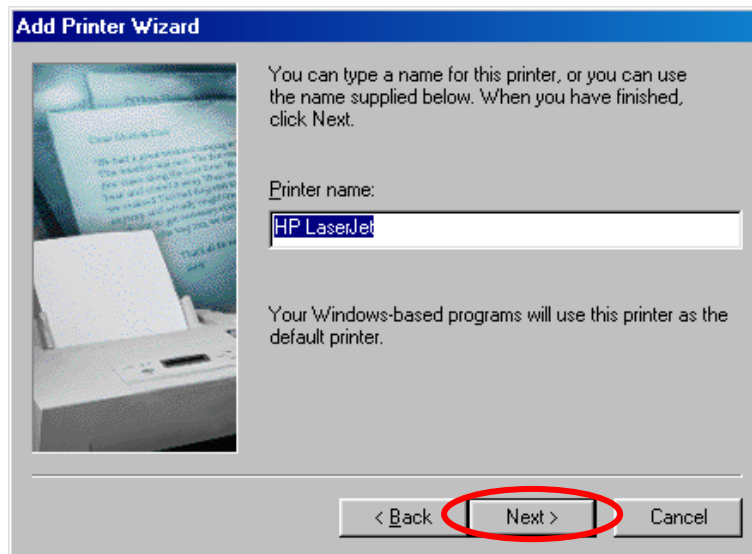 Add Printer Wizard
You can type a name for this printer, or you can use
the name supplied below. When you have finished,
click Next.
Printer name:
HP LaserJet
Your Windows-based programs will use this printer as the
default printer.
< Back
Next >
Cancel